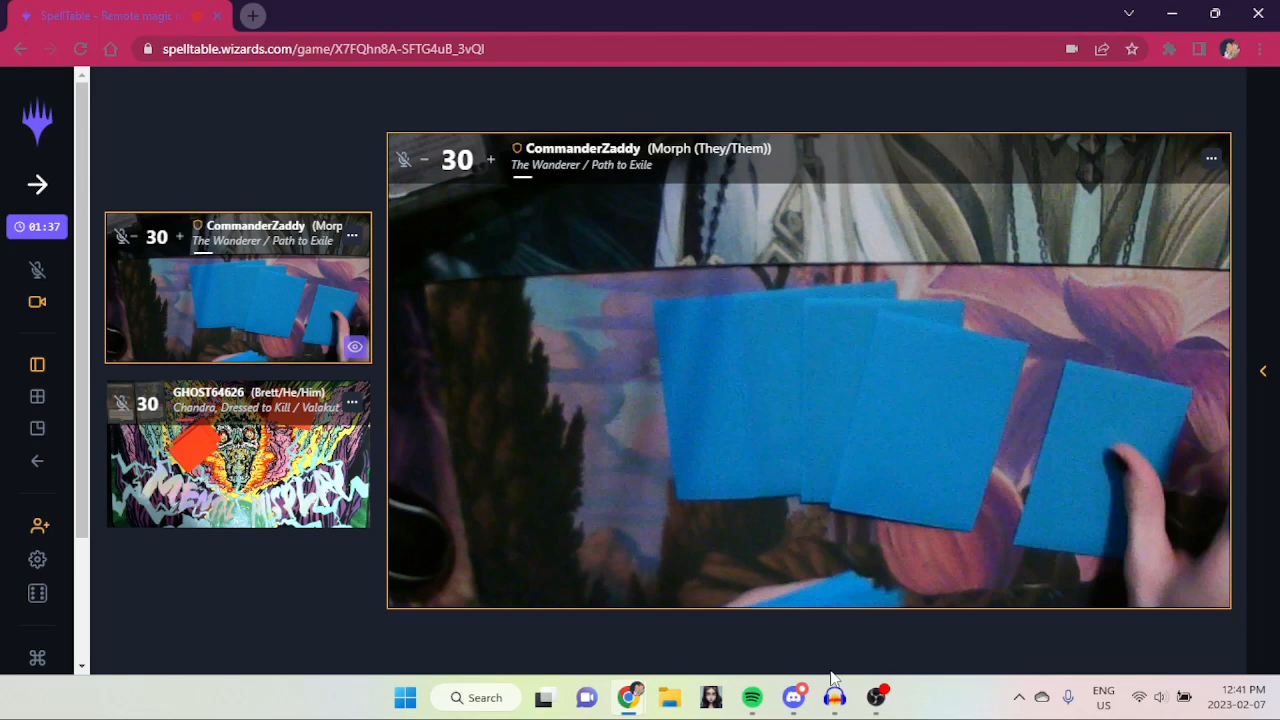 SpellTable - Remote magic
spelltable.wizards.com/game/X7FQhn8A-SFTG4uB_3vQI
01:37
30
CommanderZaddy (Morp
The Wanderer / Path to Exile
30
GHOST64626 (Brett/He/Him)
Chandra, Dressed to Kill / Valakut
30
CommanderZaddy (Morph (They/Them))
The Wanderer / Path to Exile
Search
ENG
US
12:41 PM
2023-02-07